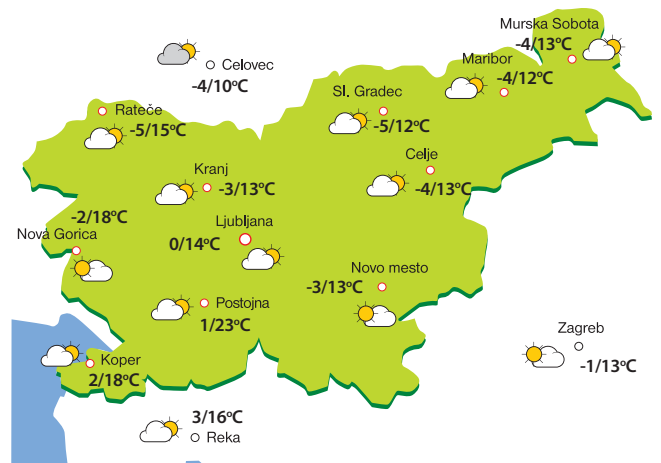 Murska Sobota
-4/13ºC
Maribor
-4/12ºC
Celovec
-4/10ºC
Sl. Gradec
-5/12ºC
Rateče
-5/15ºC
Celje
-4/13ºC
Kranj
-3/13ºC
-2/18ºC
Nova Gorica
Ljubljana
0/14ºC
Novo mesto
-3/13ºC
Postojna
1/23ºC
Zagreb
-1/13ºC
Koper
2/18ºC
3/16ºC
Reka